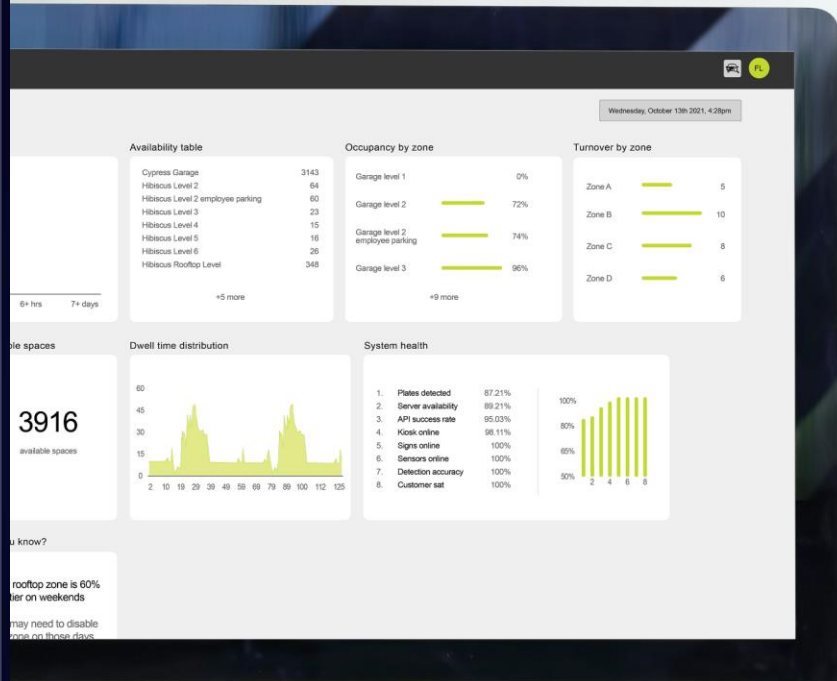 FL
Wednesday, October 13th 2021, 4:28pm
6+ hrs 7+ days
Availability table
Cypress Garage 3143
Hibiscus Level 2 64
Hibiscus Level 2 employee parking 60
Hibiscus Level 3 23
Hibiscus Level 4 15
Hibiscus Level 5 16
Hibiscus Level 6 26
Hibiscus Rooftop Level 348
+5 more
Occupancy by zone
Garage level 1 0%
Garage level 2 72%
Garage level 2
employee parking 74%
Garage level 3 96%
+9 more
Turnover by zone
Zone A 5
Zone B 10
Zone C 8
Zone D 6
ble spaces
3916
available spaces
Dwell time distribution
60
45
30
15
0
2 10 19 29 39 49 59 69 79 89 100 112 125
System health
1. Plates detected 87.21%
2. Server availability 89.21%
3. API success rate 95.03%
4. Kiosk online 98.11%
5. Signs online 100%
6. Sensors online 100%
7. Detection accuracy 100%
8. Customer sat 100%
100%
80%
65%
50%
2 4 6 8
u know?
rooftop zone is 60%
tier on weekends
may need to disable
zone on those days